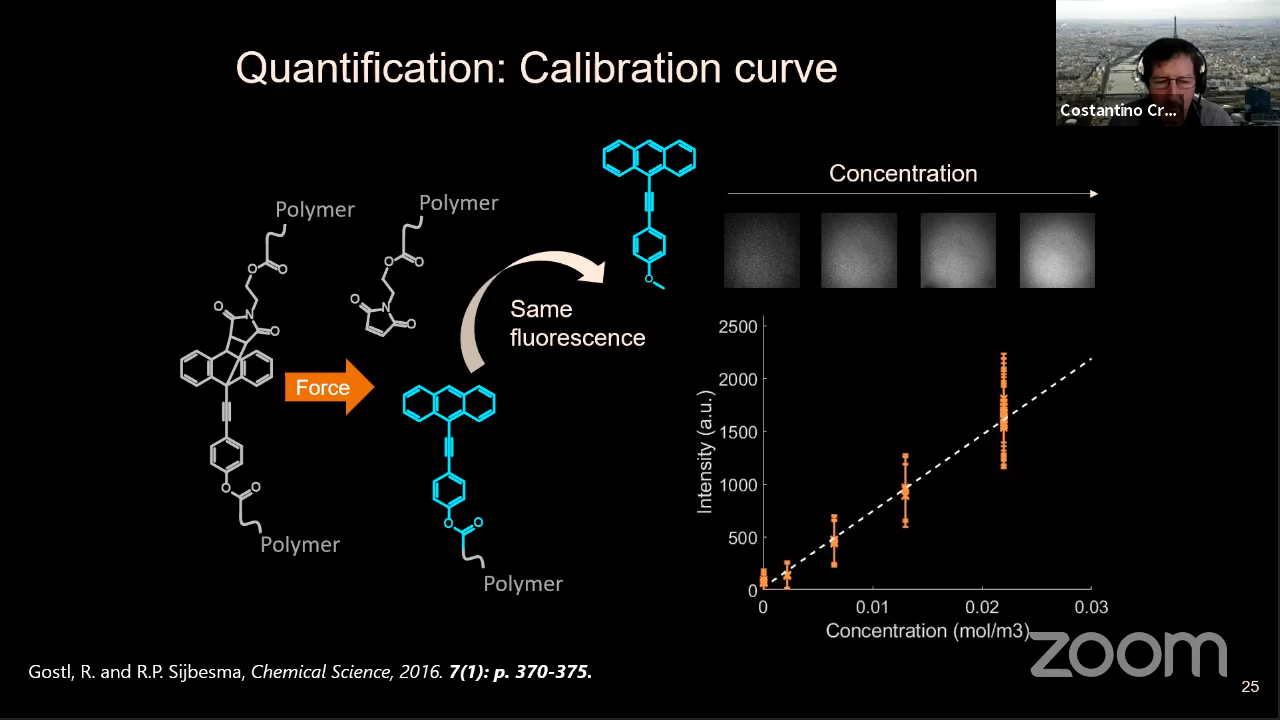 Quantification: Calibration curve
Costantino Cr...
Concentration
Polymer
Polymer
O
O
O
O
O
N
O
O
N
O
O
O
Same
fluorescence
Force
O
O
Polymer
O
O
Polymer
2500
2000
1500
1000
500
0
Intensity (a.u.)
0
0.01
0.02
0.03
Concentration (mol/m3)
zoom
Gostl, R. and R.P. Sijbesma, Chemical Science, 2016. 7(1): p. 370-375.
25